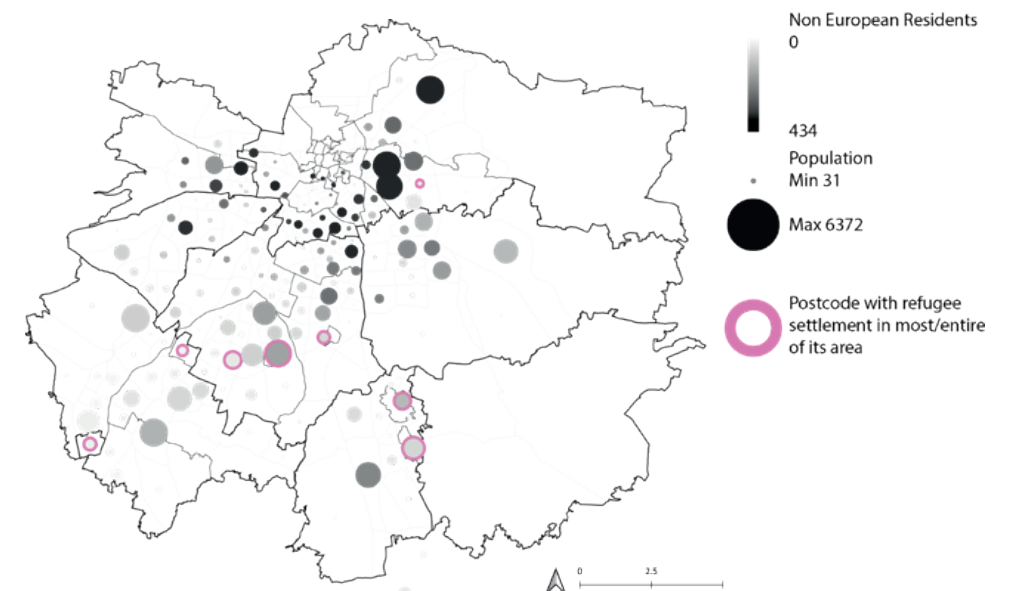 Non European Residents
0
434
Population
Min 31
Max 6372
Postcode with refugee
settlement in most/entire
of its area
0
2.5